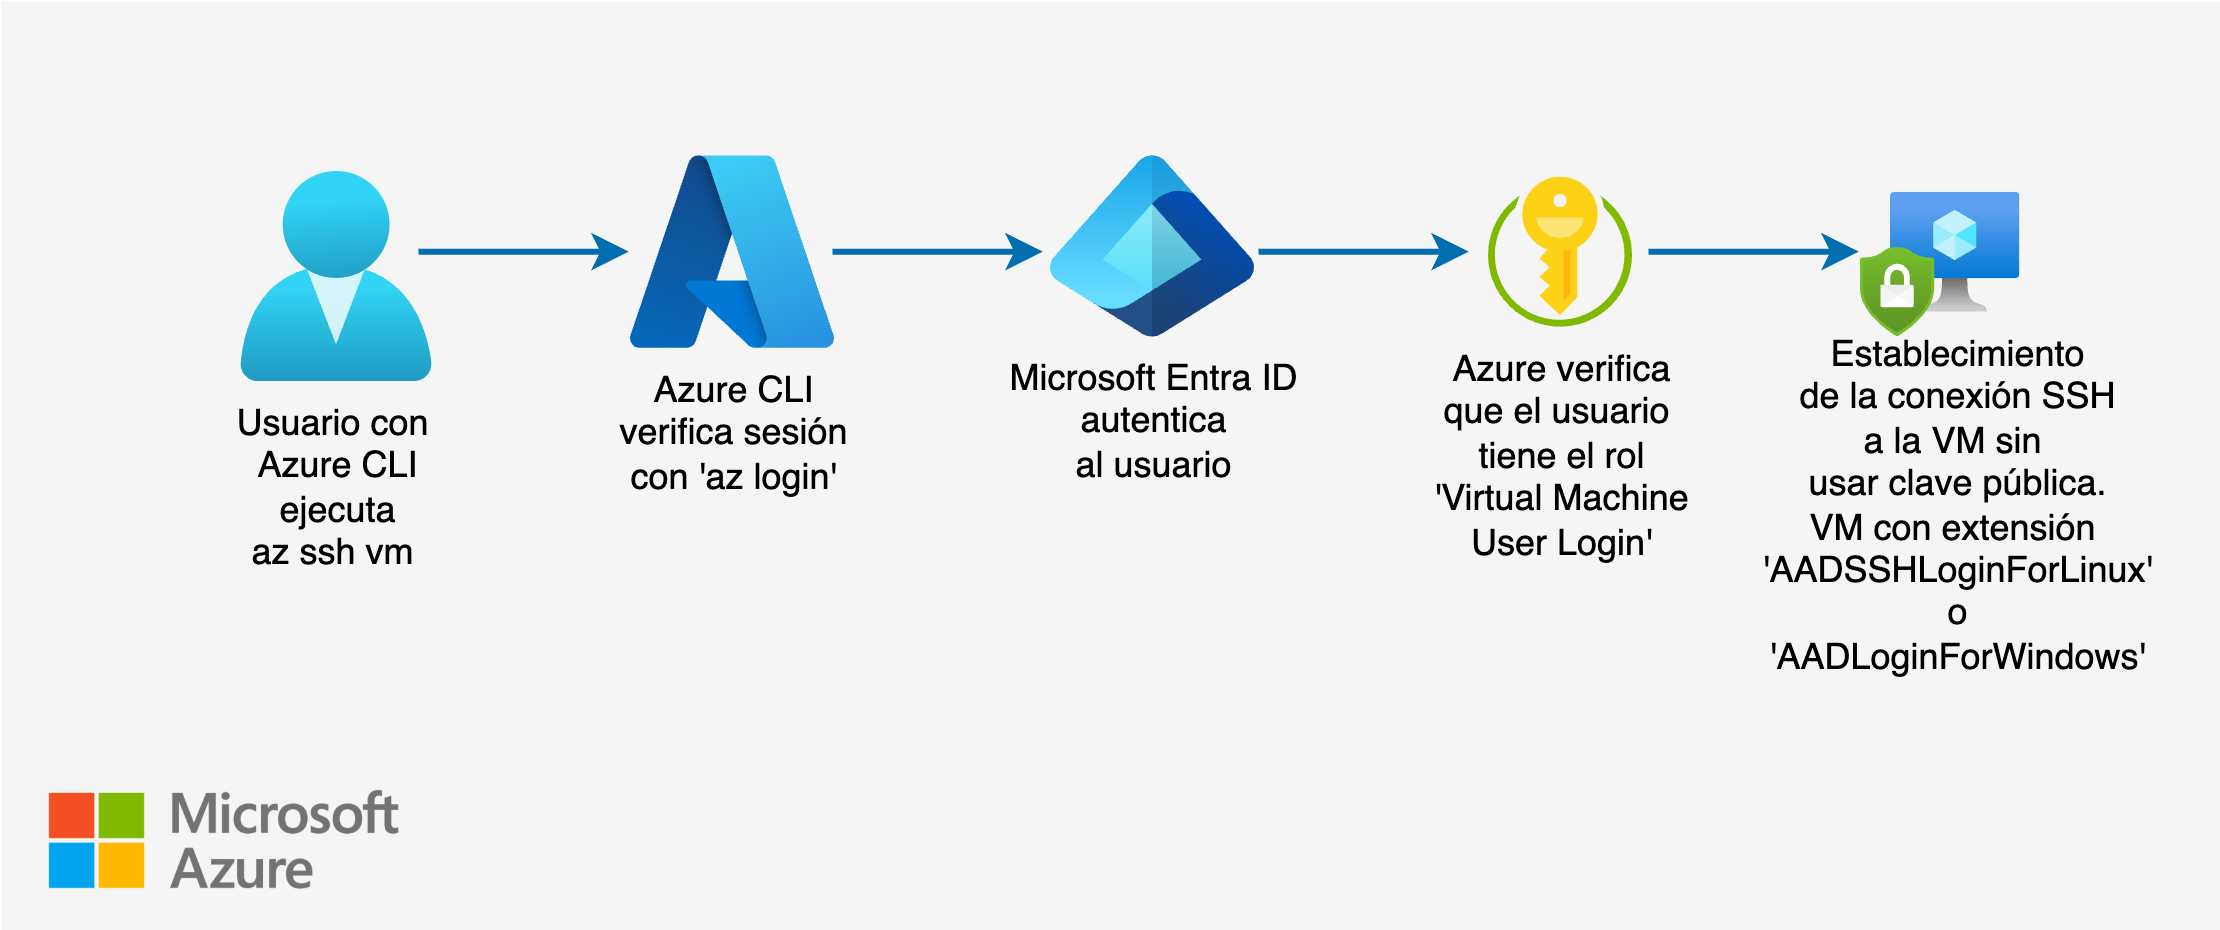 Usuario con
Azure CLI
ejecuta
az ssh vm
Azure CLI
verifica sesión
con 'az login'
Microsoft Entra ID
autentica
al usuario
Azure verifica
que el usuario
tiene el rol
'Virtual Machine
User Login'
Establecimiento
de la conexión SSH
a la VM sin
usar clave pública.
VM con extensión
'AADSSHLoginForLinux'
o
'AADLoginForWindows'
Microsoft
Azure